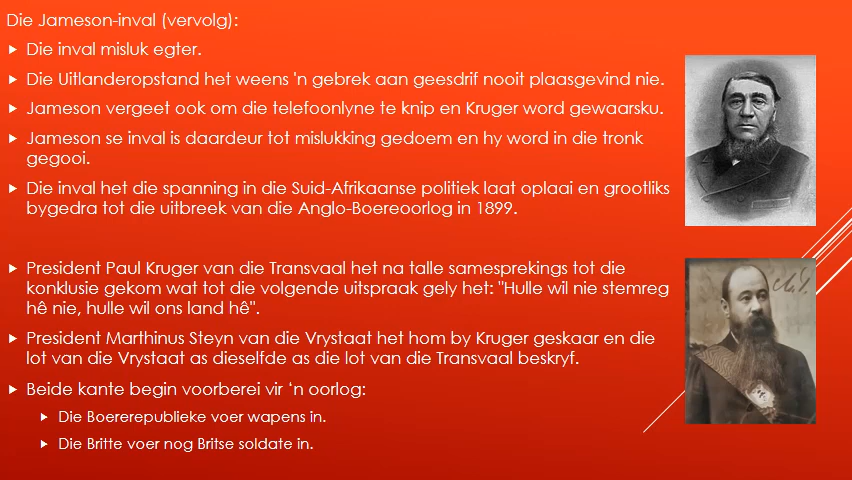 Die Jameson-inval (vervolg):
Die inval misluk egter.
Die Uitlanderopstand het weens 'n gebrek aan geesdrif nooit plaasgevind nie.
Jameson vergeet ook om die telefoonlyne te knip en Kruger word gewaarsku.
Jameson se inval is daardeur tot mislukking gedoem en hy word in die tronk
gegooi.
Die inval het die spanning in die Suid-Afrikaanse politiek laat oplaai en grootliks
bygedra tot die uitbreek van die Anglo-Boereoorlog in 1899.
President Paul Kruger van die Transvaal het na talle samesprekings tot die
konklusie gekom wat tot die volgende uitspraak gely het: "Hulle wil nie stemreg
hê nie, hulle wil ons land hê".
President Marthinus Steyn van die Vrystaat het hom by Kruger geskaar en die
lot van die Vrystaat as dieselfde as die lot van die Transvaal beskryf.
Beide kante begin voorberei vir ‘n oorlog:
Die Boererepublieke voer wapens in.
Die Britte voer nog Britse soldate in.